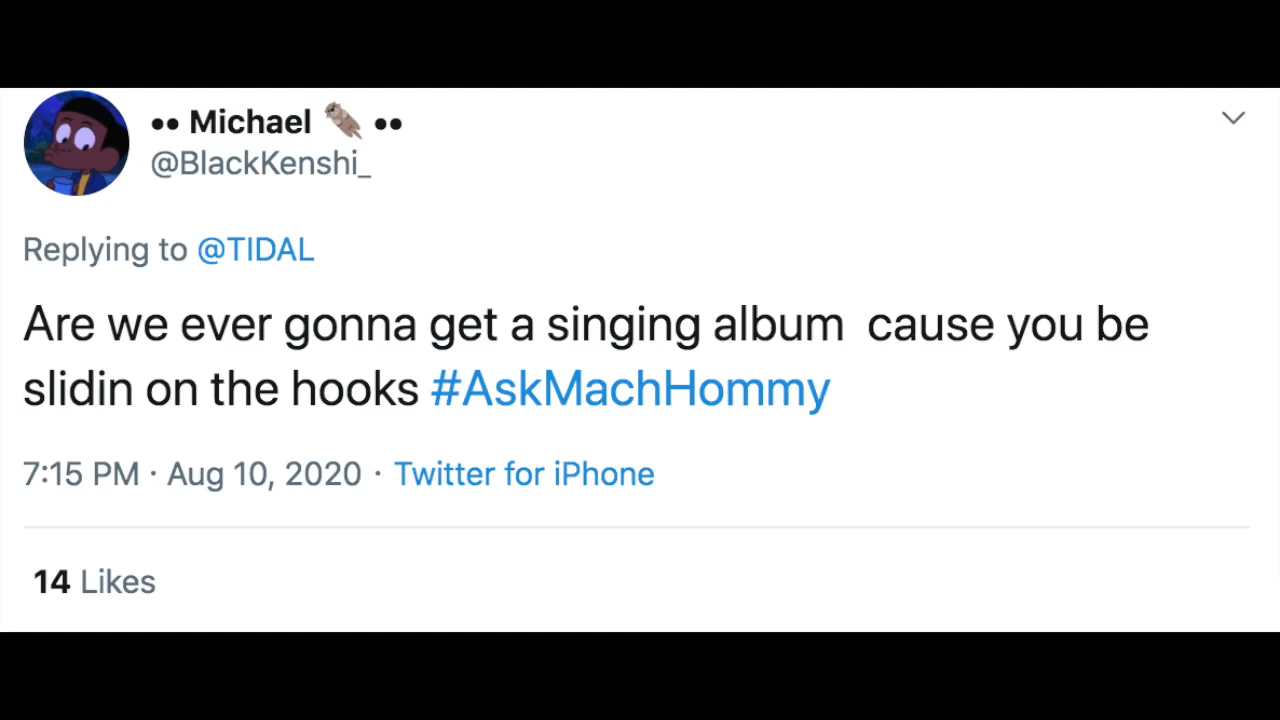 •• Michael 🦦 ••
@BlackKenshi_
Replying to @TIDAL
Are we ever gonna get a singing album  cause you be
slidin on the hooks #AskMachHommy
7:15 PM · Aug 10, 2020 · Twitter for iPhone
14 Likes